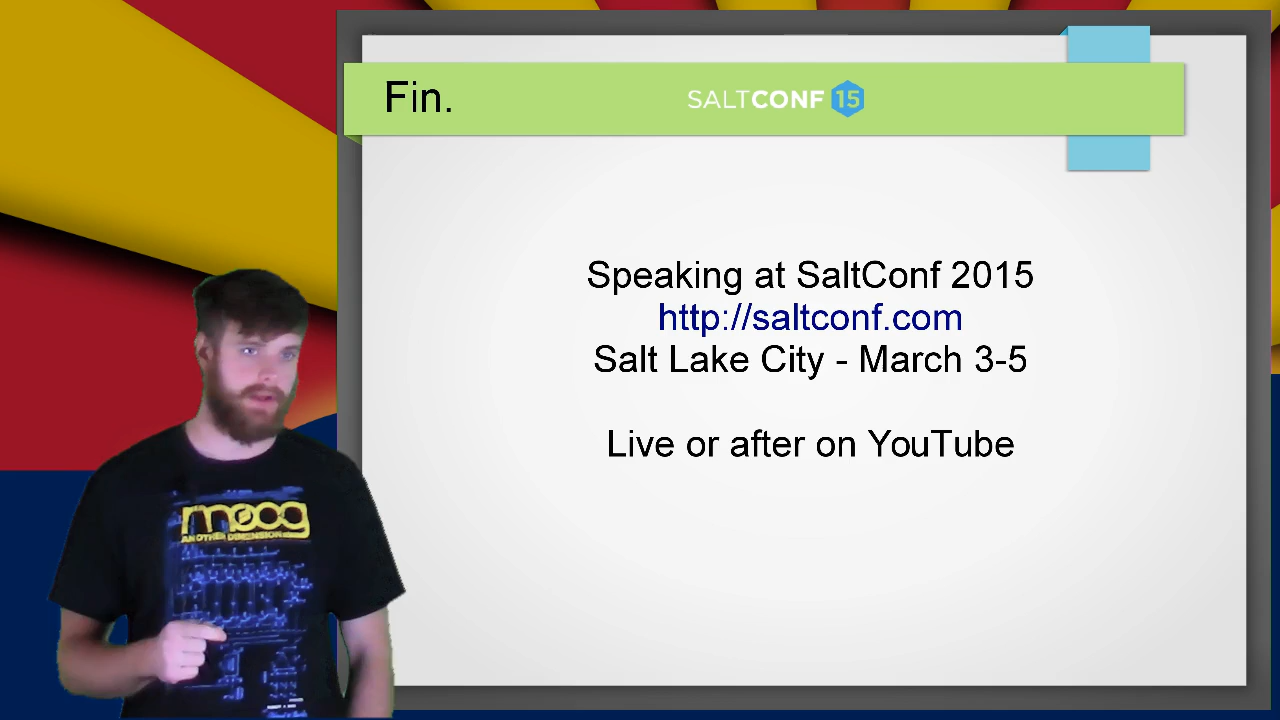 Fin.
SALTCONF 15
Speaking at SaltConf 2015
http://saltconf.com
Salt Lake City - March 3-5
Live or after on YouTube
moog
ANOTHER DIMENSION